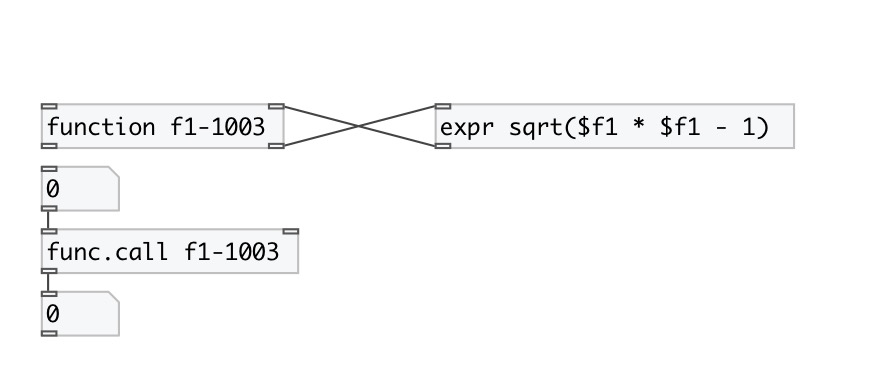 function f1-1003
expr sqrt($f1 * $f1 - 1)
0
func.call f1-1003
0